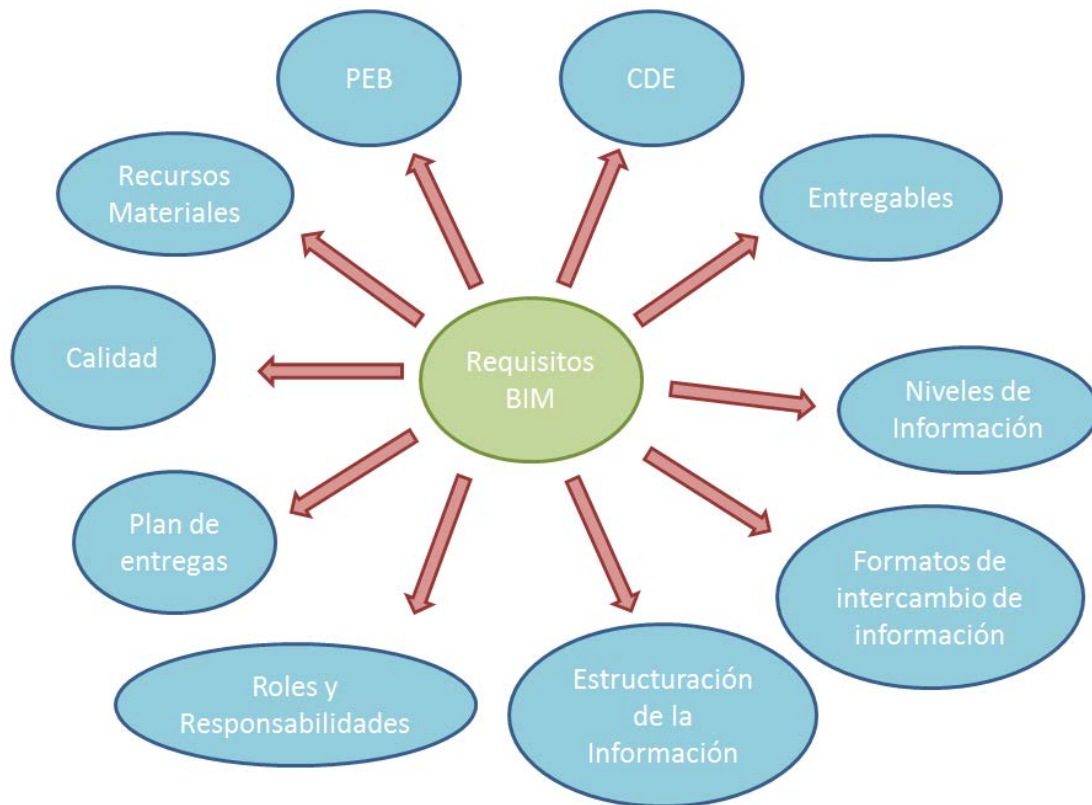 PEB
CDE
Recursos
Materiales
Entregables
Calidad
Requisitos
BIM
Niveles de
Información
Plan de
entregas
Formatos de
intercambio de
información
Roles y
Responsabilidades
Estructuración
de la
Información